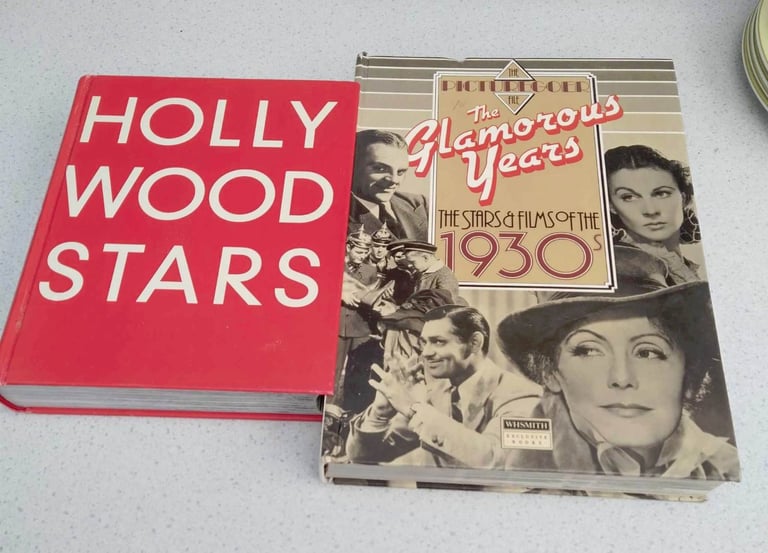 HOLLY
WOOD
STARS
THE
PICTUREGOER
FILE
The
Glamorous
Years
THE STARS & FILMS OF THE
1930s
WHSMITH
EXCLUSIVE
BOOKS